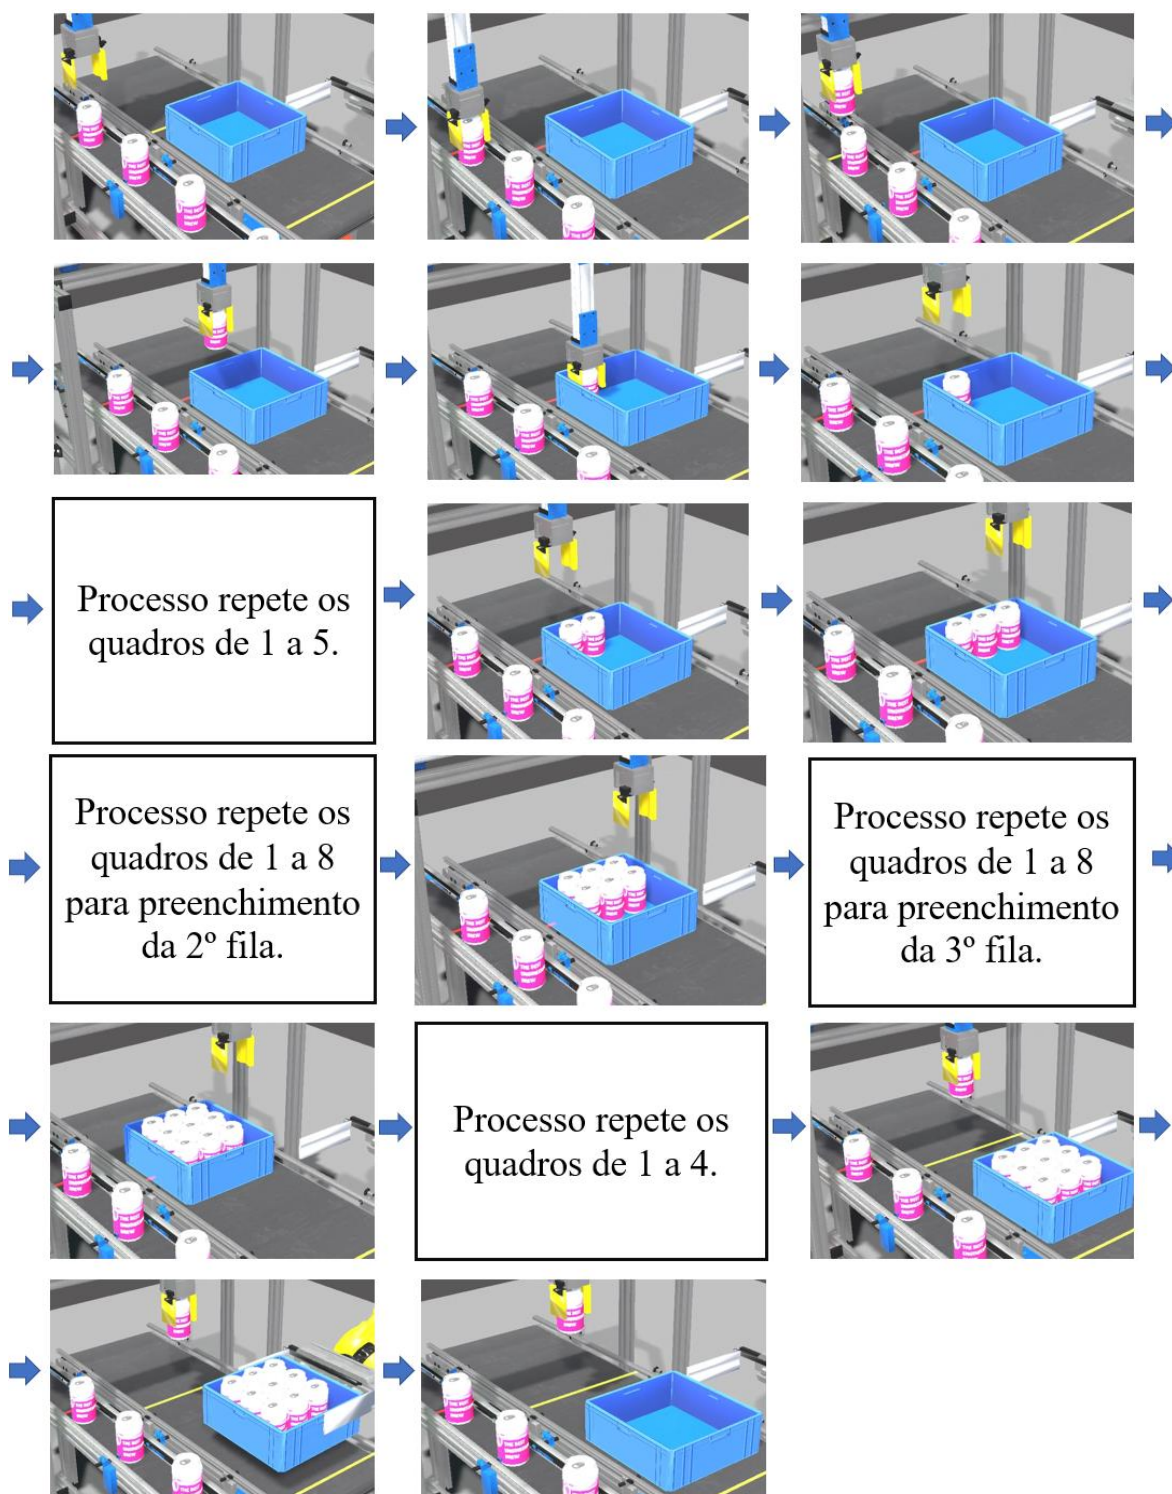 Processo repete os
quadros de 1 a 5.
Processo repete os
quadros de 1 a 8
para preenchimento
da 2º fila.
Processo repete os
quadros de 1 a 8
para preenchimento
da 3º fila.
Processo repete os
quadros de 1 a 4.